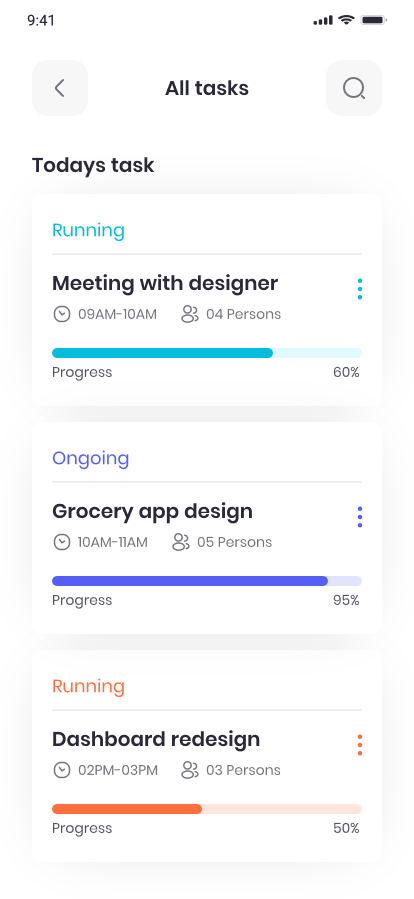 9:41
All tasks
Todays task
Running
Meeting with designer
09AM-10AM 04 Persons
Progress 60%
Ongoing
Grocery app design
10AM-11AM 05 Persons
Progress 95%
Running
Dashboard redesign
02PM-03PM 03 Persons
Progress 50%